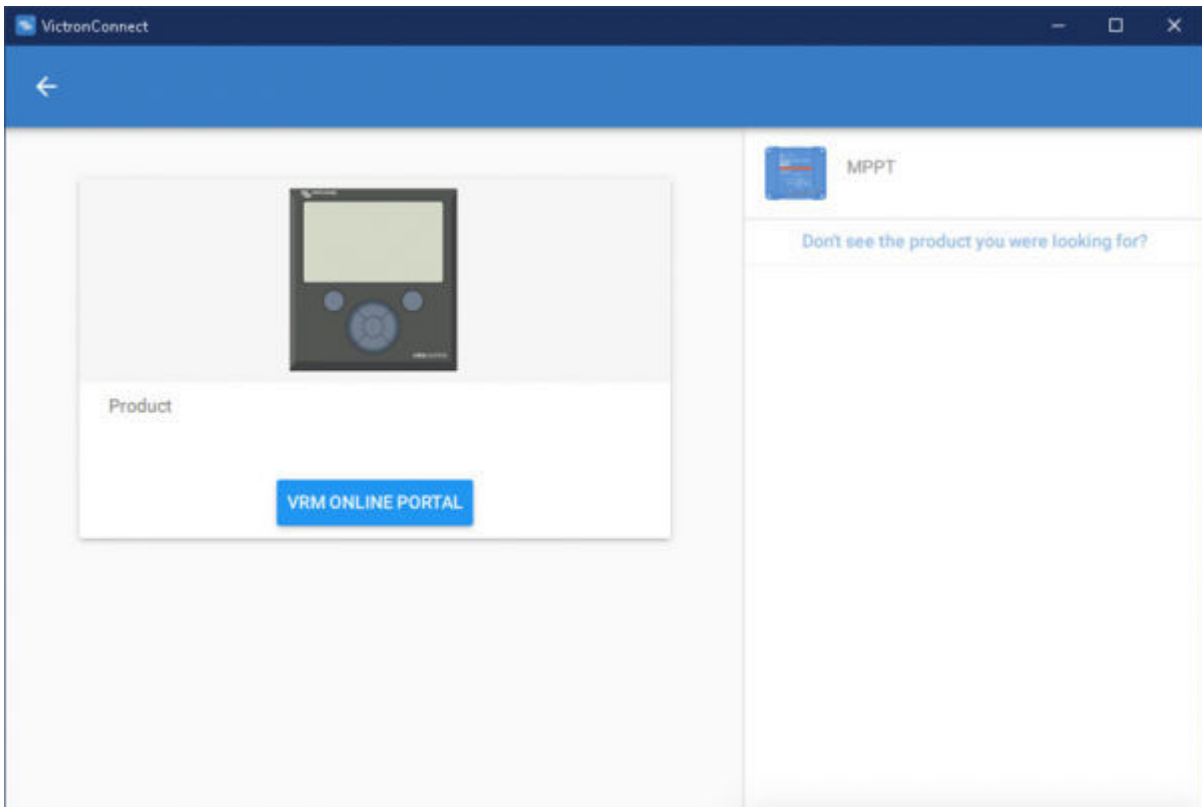 VictronConnect
MPPT
Don't see the product you were looking for?
Product
VRM ONLINE PORTAL